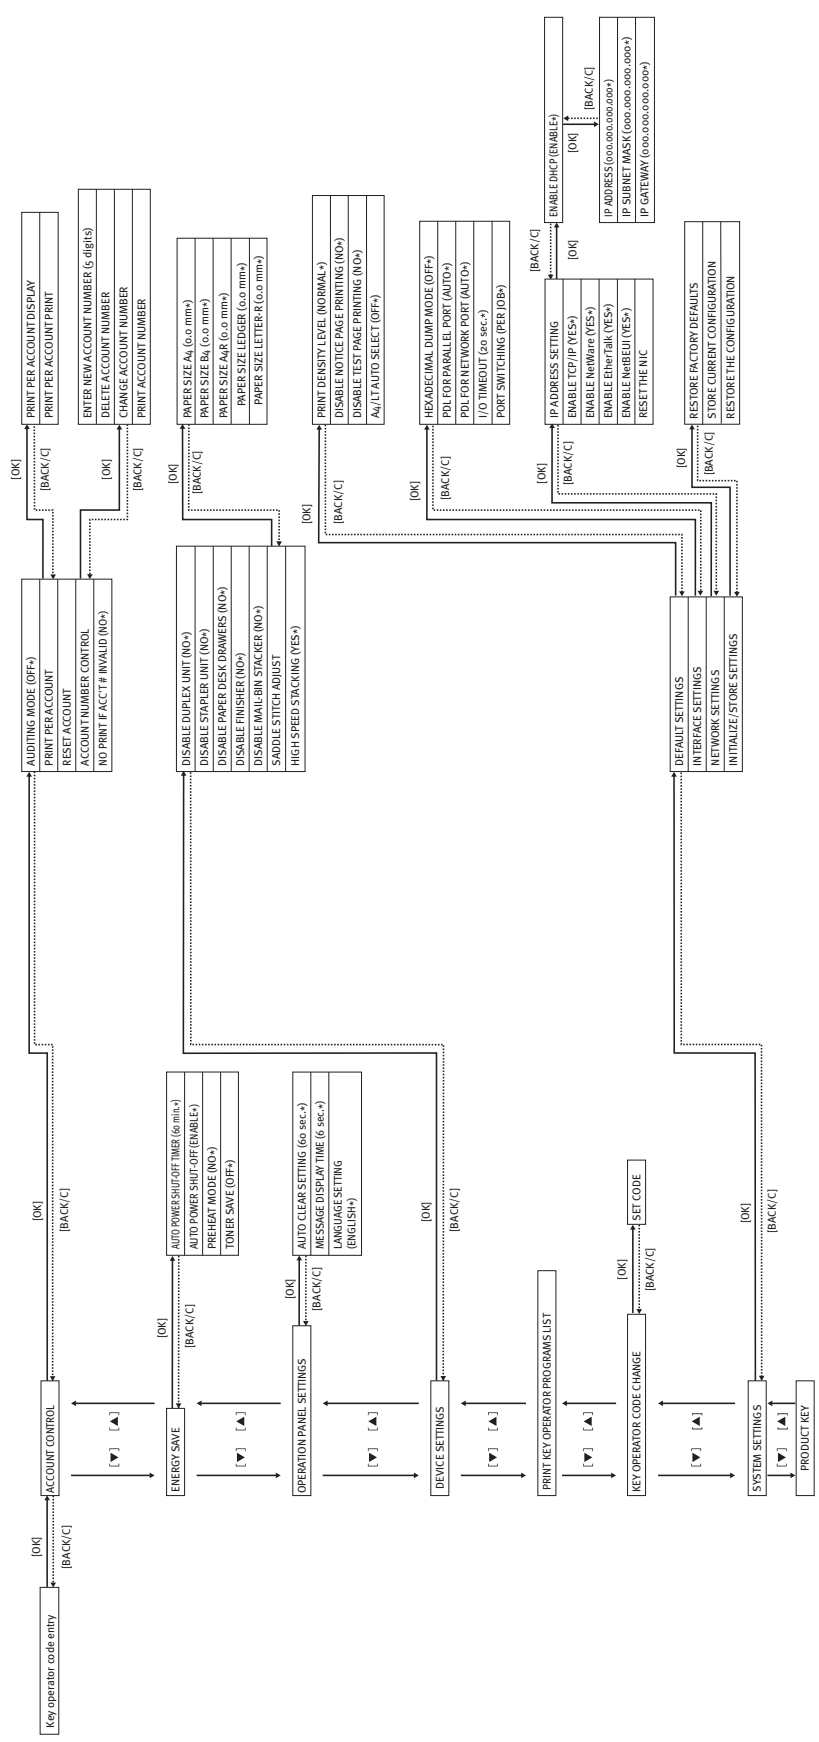 Key operator code entry
[OK]
[BACK/C]
ACCOUNT CONTROL
[OK]
[BACK/C]
AUDITING MODE (OFF*)
PRINT PER ACCOUNT
RESET ACCOUNT
ACCOUNT NUMBER CONTROL
NO PRINT IF ACC'T # INVALID (NO*)
[OK]
[BACK/C]
PRINT PER ACCOUNT DISPLAY
PRINT PER ACCOUNT PRINT
[OK]
[BACK/C]
ENTER NEW ACCOUNT NUMBER (5 digits)
DELETE ACCOUNT NUMBER
CHANGE ACCOUNT NUMBER
PRINT ACCOUNT NUMBER
[▼] [▲]
ENERGY SAVE
[OK]
[BACK/C]
AUTO POWER SHUT-OFF TIMER (60 min.*)
AUTO POWER SHUT-OFF (ENABLE*)
PREHEAT MODE (NO*)
TONER SAVE (OFF*)
[▼] [▲]
OPERATION PANEL SETTINGS
[OK]
[BACK/C]
AUTO CLEAR SETTING (60 sec.*)
MESSAGE DISPLAY TIME (6 sec.*)
LANGUAGE SETTING
(ENGLISH*)
[▼] [▲]
DEVICE SETTINGS
[OK]
[BACK/C]
DISABLE DUPLEX UNIT (NO*)
DISABLE STAPLER UNIT (NO*)
DISABLE PAPER DESK DRAWERS (NO*)
DISABLE FINISHER (NO*)
DISABLE MAIL-BIN STACKER (NO*)
SADDLE STITCH ADJUST
HIGH SPEED STACKING (YES*)
[OK]
[BACK/C]
PAPER SIZE A4 (0.0 mm*)
PAPER SIZE B4 (0.0 mm*)
PAPER SIZE A4R (0.0 mm*)
PAPER SIZE LEDGER (0.0 mm*)
PAPER SIZE LETTER-R (0.0 mm*)
[▼] [▲]
PRINT KEY OPERATOR PROGRAMS LIST
[▼] [▲]
KEY OPERATOR CODE CHANGE
[OK]
[BACK/C]
SET CODE
[▼] [▲]
SYSTEM SETTINGS
[OK]
[BACK/C]
DEFAULT SETTINGS
INTERFACE SETTINGS
NETWORK SETTINGS
INITIALIZE/STORE SETTINGS
[OK]
[BACK/C]
PRINT DENSITY LEVEL (NORMAL*)
DISABLE NOTICE PAGE PRINTING (NO*)
DISABLE TEST PAGE PRINTING (NO*)
A4/LT AUTO SELECT (OFF*)
[OK]
[BACK/C]
HEXADECIMAL DUMP MODE (OFF*)
PDL FOR PARALLEL PORT (AUTO*)
PDL FOR NETWORK PORT (AUTO*)
I/O TIMEOUT (20 sec.*)
PORT SWITCHING (PER JOB*)
[OK]
[BACK/C]
IP ADDRESS SETTING
ENABLE TCP/IP (YES*)
ENABLE NetWare (YES*)
ENABLE EtherTalk (YES*)
ENABLE NetBEUI (YES*)
RESET THE NIC
[BACK/C]
[OK]
ENABLE DHCP (ENABLE*)
[OK]
[BACK/C]
IP ADDRESS (000.000.000.000*)
IP SUBNET MASK (000.000.000.000*)
IP GATEWAY (000.000.000.000*)
[OK]
[BACK/C]
RESTORE FACTORY DEFAULTS
STORE CURRENT CONFIGURATION
RESTORE THE CONFIGURATION
[▼] [▲]
PRODUCT KEY